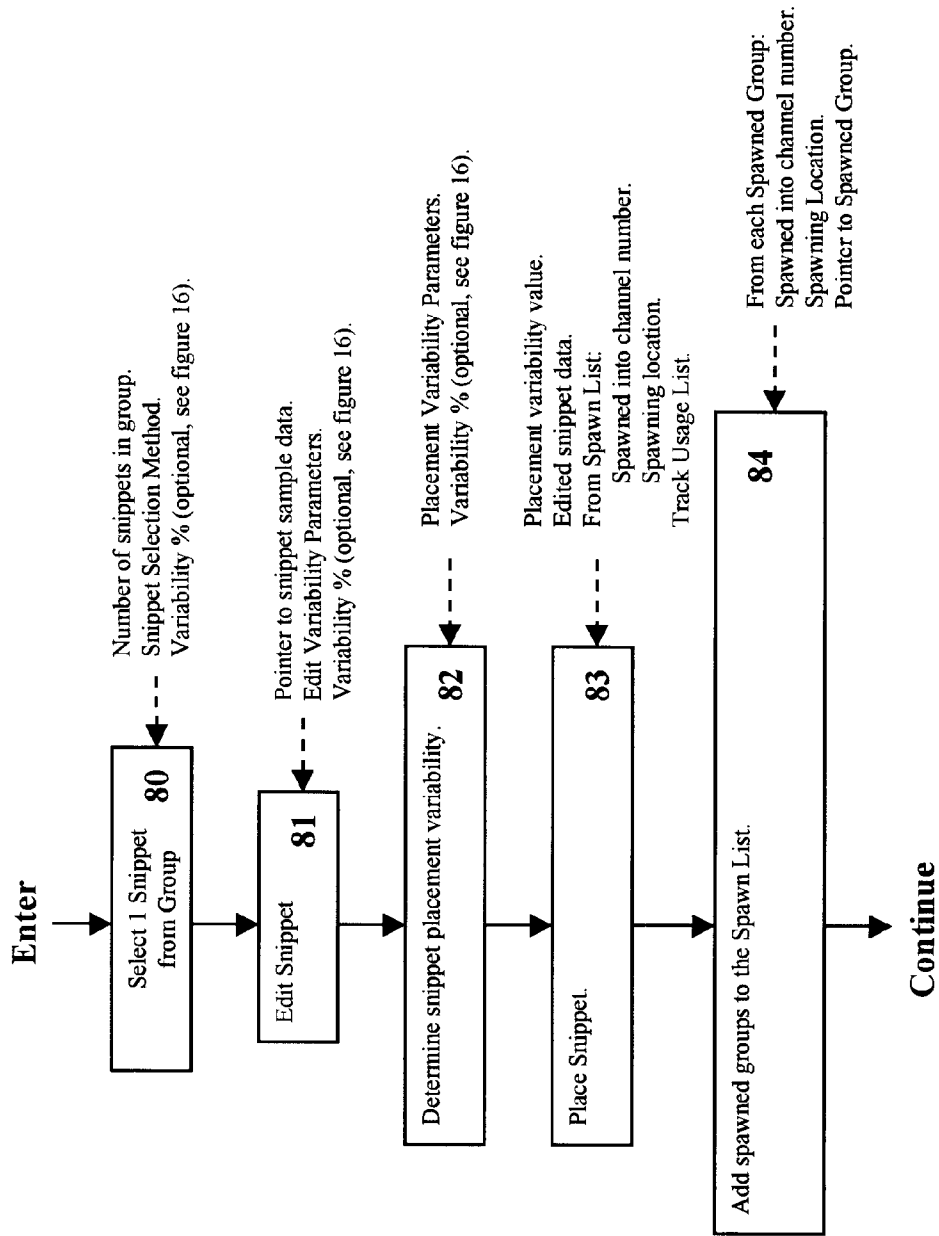 Enter
Select 1 Snippet
from Group
80
Number of snippets in group.
Snippet Selection Method.
Variability % (optional, see figure 16).
Edit Snippet
81
Pointer to snippet sample data.
Edit Variability Parameters.
Variability % (optional, see figure 16).
Determine snippet placement variability.
82
Placement Variability Parameters.
Variability % (optional, see figure 16).
Place Snippet.
83
Placement variability value.
Edited snippet data.
From Spawn List:
Spawned into channel number.
Spawning location.
Track Usage List.
Add spawned groups to the Spawn List.
84
From each Spawned Group:
Spawned into channel number.
Spawning Location.
Pointer to Spawned Group.
Continue